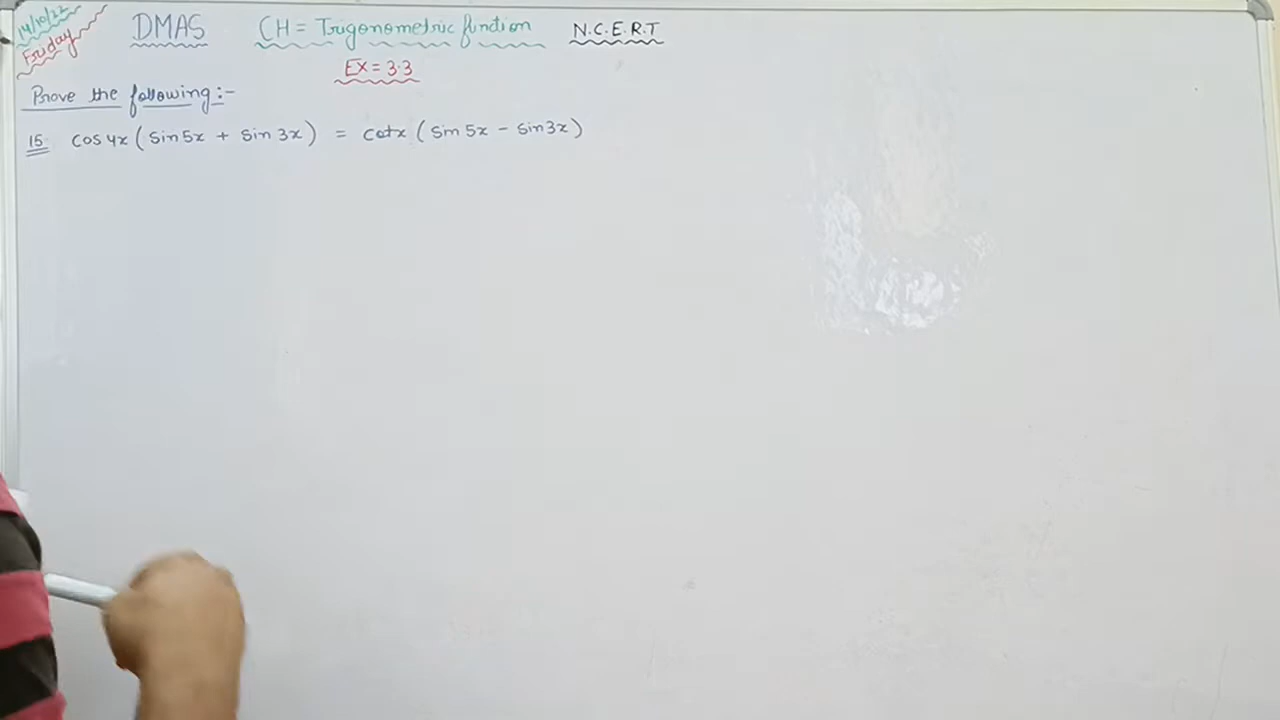 14/10/22 DMAS CH = Trigonometric function N.C.E.R.T
Friday
EX = 3.3
Prove the following:-
15. cos 4x (sin 5x + sin 3x) = cot x (sin 5x - sin 3x)